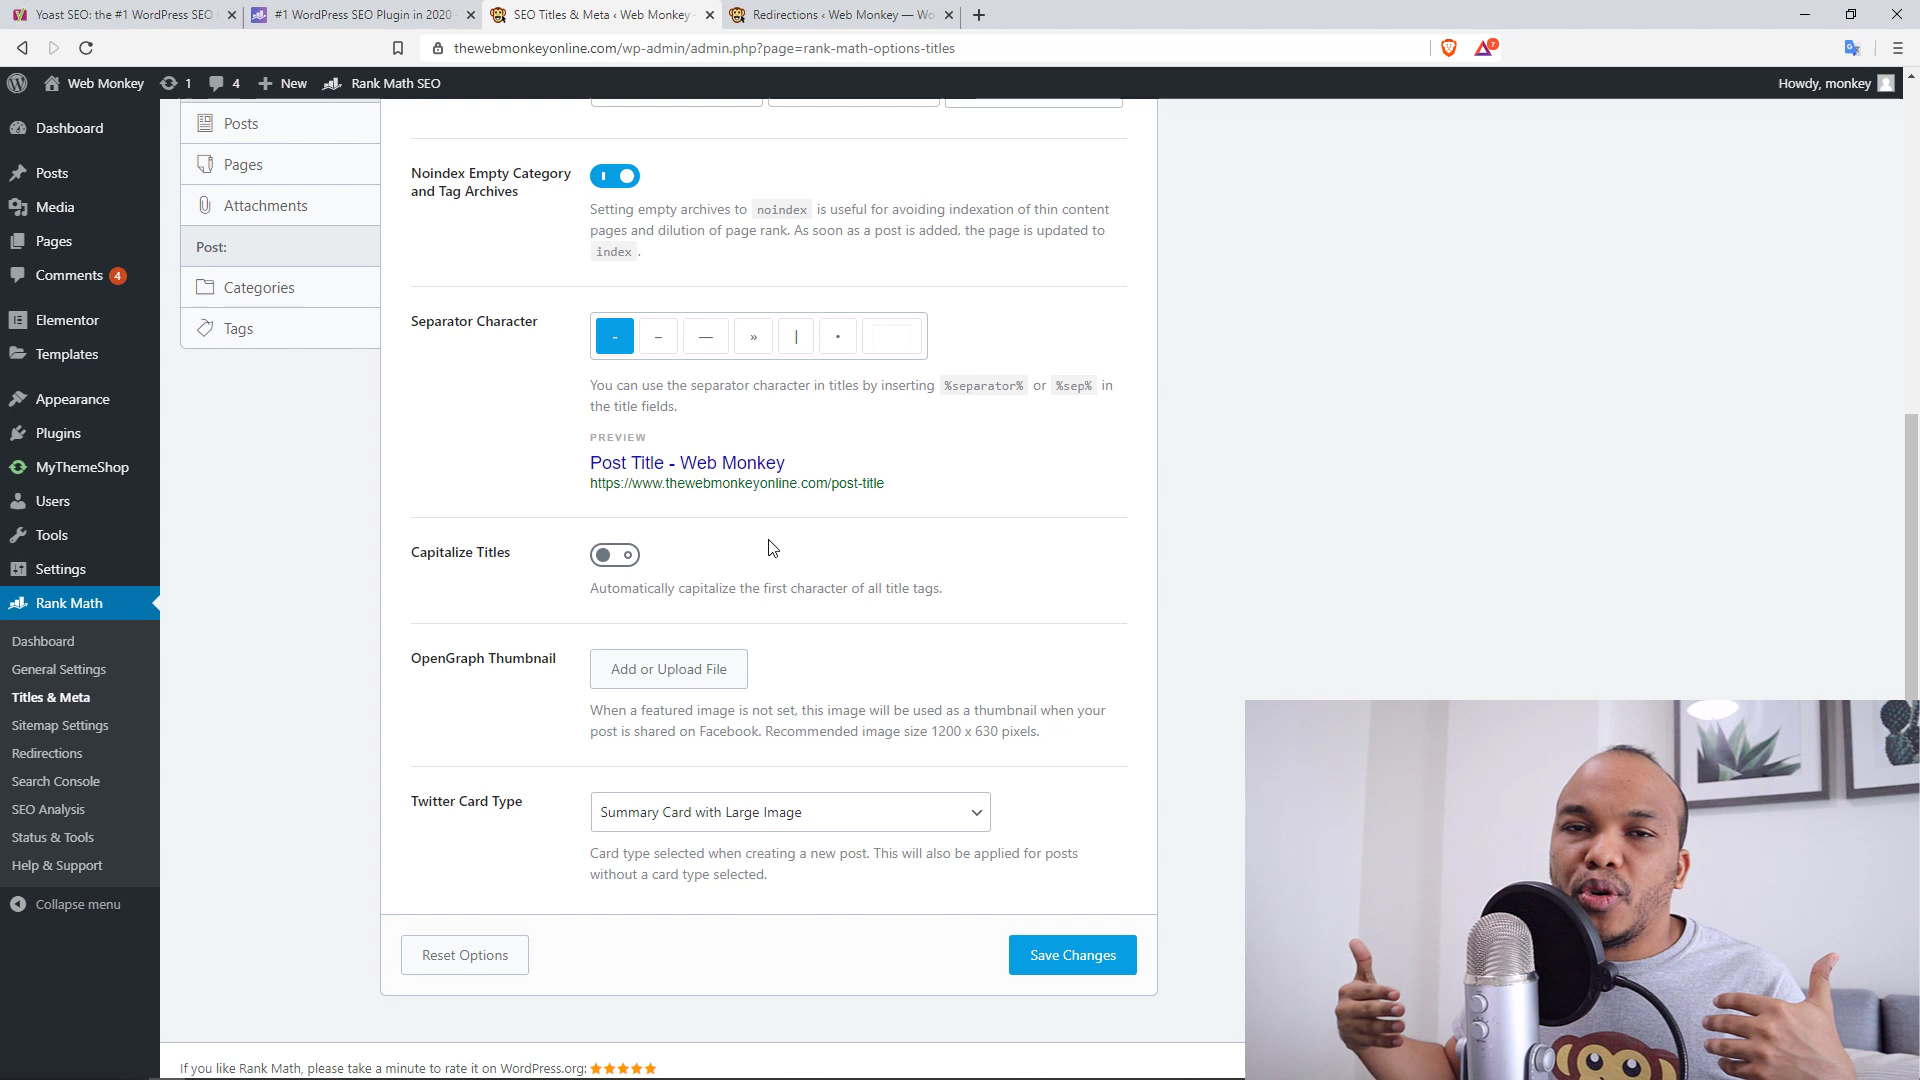 Yoast SEO: the #1 WordPress SEO
#1 WordPress SEO Plugin in 2020 -
SEO Titles & Meta ‹ Web Monkey —
Redirections ‹ Web Monkey — Wo
thewebmonkeyonline.com/wp-admin/admin.php?page=rank-math-options-titles
7
Web Monkey
1
4
New
Rank Math SEO
Howdy, monkey
Dashboard
Posts
Media
Pages
Comments 4
Elementor
Templates
Appearance
Plugins
MyThemeShop
Users
Tools
Settings
Rank Math
Dashboard
General Settings
Titles & Meta
Sitemap Settings
Redirections
Search Console
SEO Analysis
Status & Tools
Help & Support
Collapse menu
Posts
Pages
Attachments
Post:
Categories
Tags
Noindex Empty Category
and Tag Archives
Setting empty archives to noindex is useful for avoiding indexation of thin content
pages and dilution of page rank. As soon as a post is added, the page is updated to
index .
Separator Character
- – — » | •
You can use the separator character in titles by inserting %separator% or %sep% in
the title fields.
PREVIEW
Post Title - Web Monkey
https://www.thewebmonkeyonline.com/post-title
Capitalize Titles
Automatically capitalize the first character of all title tags.
OpenGraph Thumbnail
Add or Upload File
When a featured image is not set, this image will be used as a thumbnail when your
post is shared on Facebook. Recommended image size 1200 x 630 pixels.
Twitter Card Type
Summary Card with Large Image
Card type selected when creating a new post. This will also be applied for posts
without a card type selected.
Reset Options
Save Changes
If you like Rank Math, please take a minute to rate it on WordPress.org: